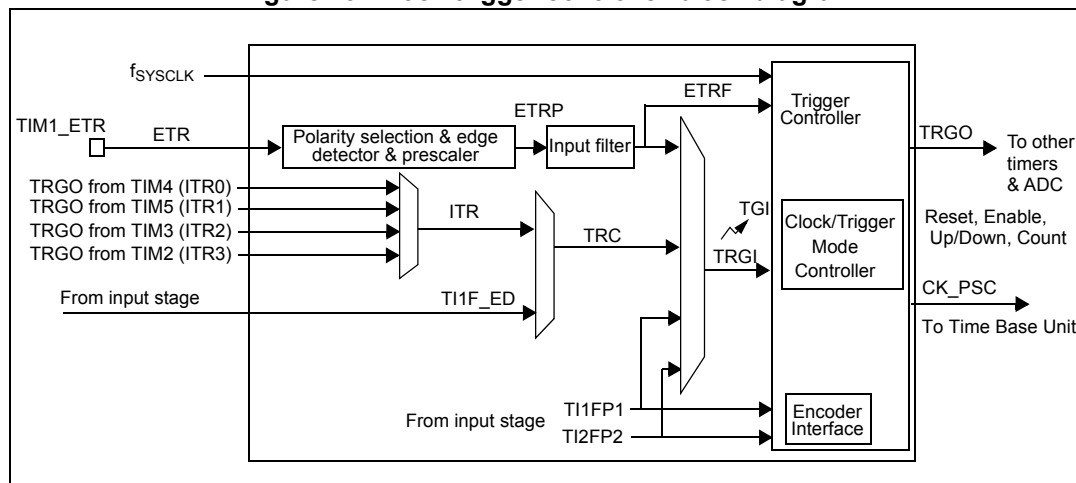 fSYSCLK
ETRF
Trigger
Controller
ETRP
TIM1_ETR
ETR
Polarity selection & edge
detector & prescaler
Input filter
TRGO
To other
timers
& ADC
TRGO from TIM4 (ITR0)
TRGO from TIM5 (ITR1)
TRGO from TIM3 (ITR2)
TRGO from TIM2 (ITR3)
ITR
TRC
TGI
TRGI
Clock/Trigger
Mode
Controller
Reset, Enable,
Up/Down, Count
From input stage
TI1F_ED
CK_PSC
To Time Base Unit
From input stage
TI1FP1
TI2FP2
Encoder
Interface